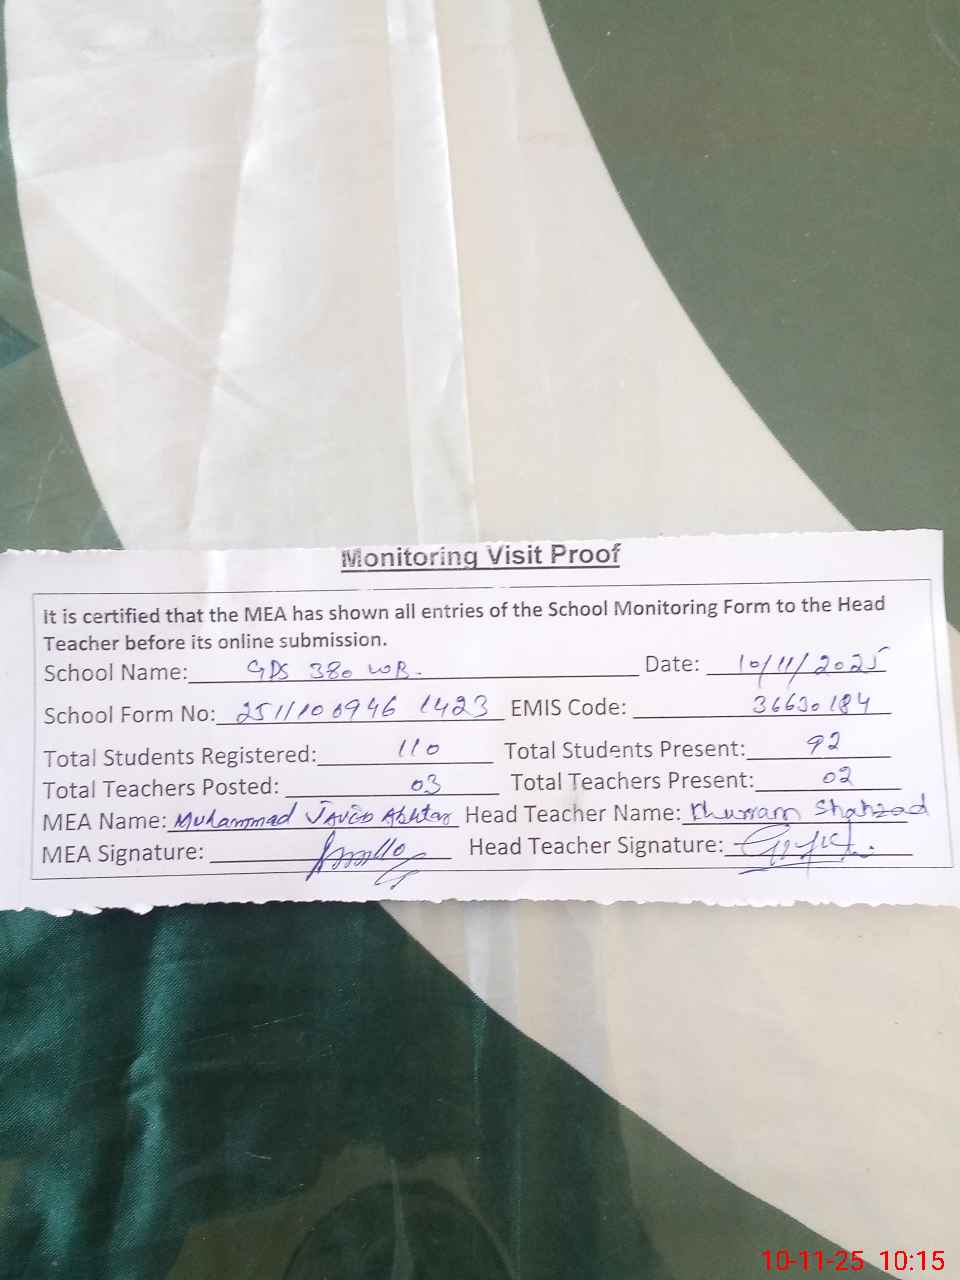 Monitoring Visit Proof
It is certified that the MEA has shown all entries of the School Monitoring Form to the Head
Teacher before its online submission.
School Name: GPS 380 WB. Date: 10/11/2025
School Form No: 251110 0946 1423 EMIS Code: 36630184
Total Students Registered: 110 Total Students Present: 92
Total Teachers Posted: 03 Total Teachers Present: 02
MEA Name: Muhammad Javed Akhtar Head Teacher Name: Khurram Shahzad
MEA Signature: Head Teacher Signature:
10-11-25 10:15